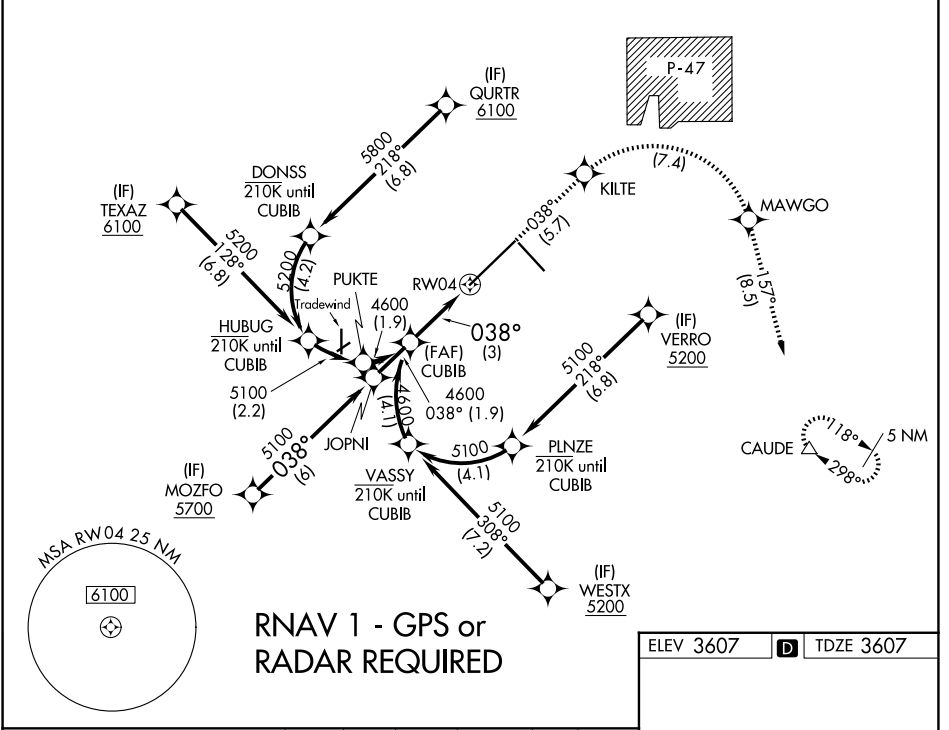 P-47
(IF)
QURTR
6100
5800
218°
(6.8)
(7.4)
KILTE
MAWGO
038°
(5.7)
157°
(8.5)
DONSS
210K until
CUBIB
(IF)
TEXAZ
6100
5200
128°
(6.8)
5200
(4.2)
PUKTE
RW04
Tradewind
4600
(1.9)
HUBUG
210K until
CUBIB
038°
(3)
(FAF)
CUBIB
(IF)
VERRO
5200
5100
218°
(6.8)
5100
(2.2)
4600
(4.1)
4600
038° (1.9)
JOPNI
5100
038°
(6)
(IF)
MOZFO
5700
VASSY
210K until
CUBIB
5100
(4.1)
PLNZE
210K until
CUBIB
CAUDE
118°
298°
5 NM
5100
308°
(7.2)
(IF)
WESTX
5200
MSA RW04 25 NM
6100
RNAV 1 - GPS or
RADAR REQUIRED
ELEV 3607 D TDZE 3607